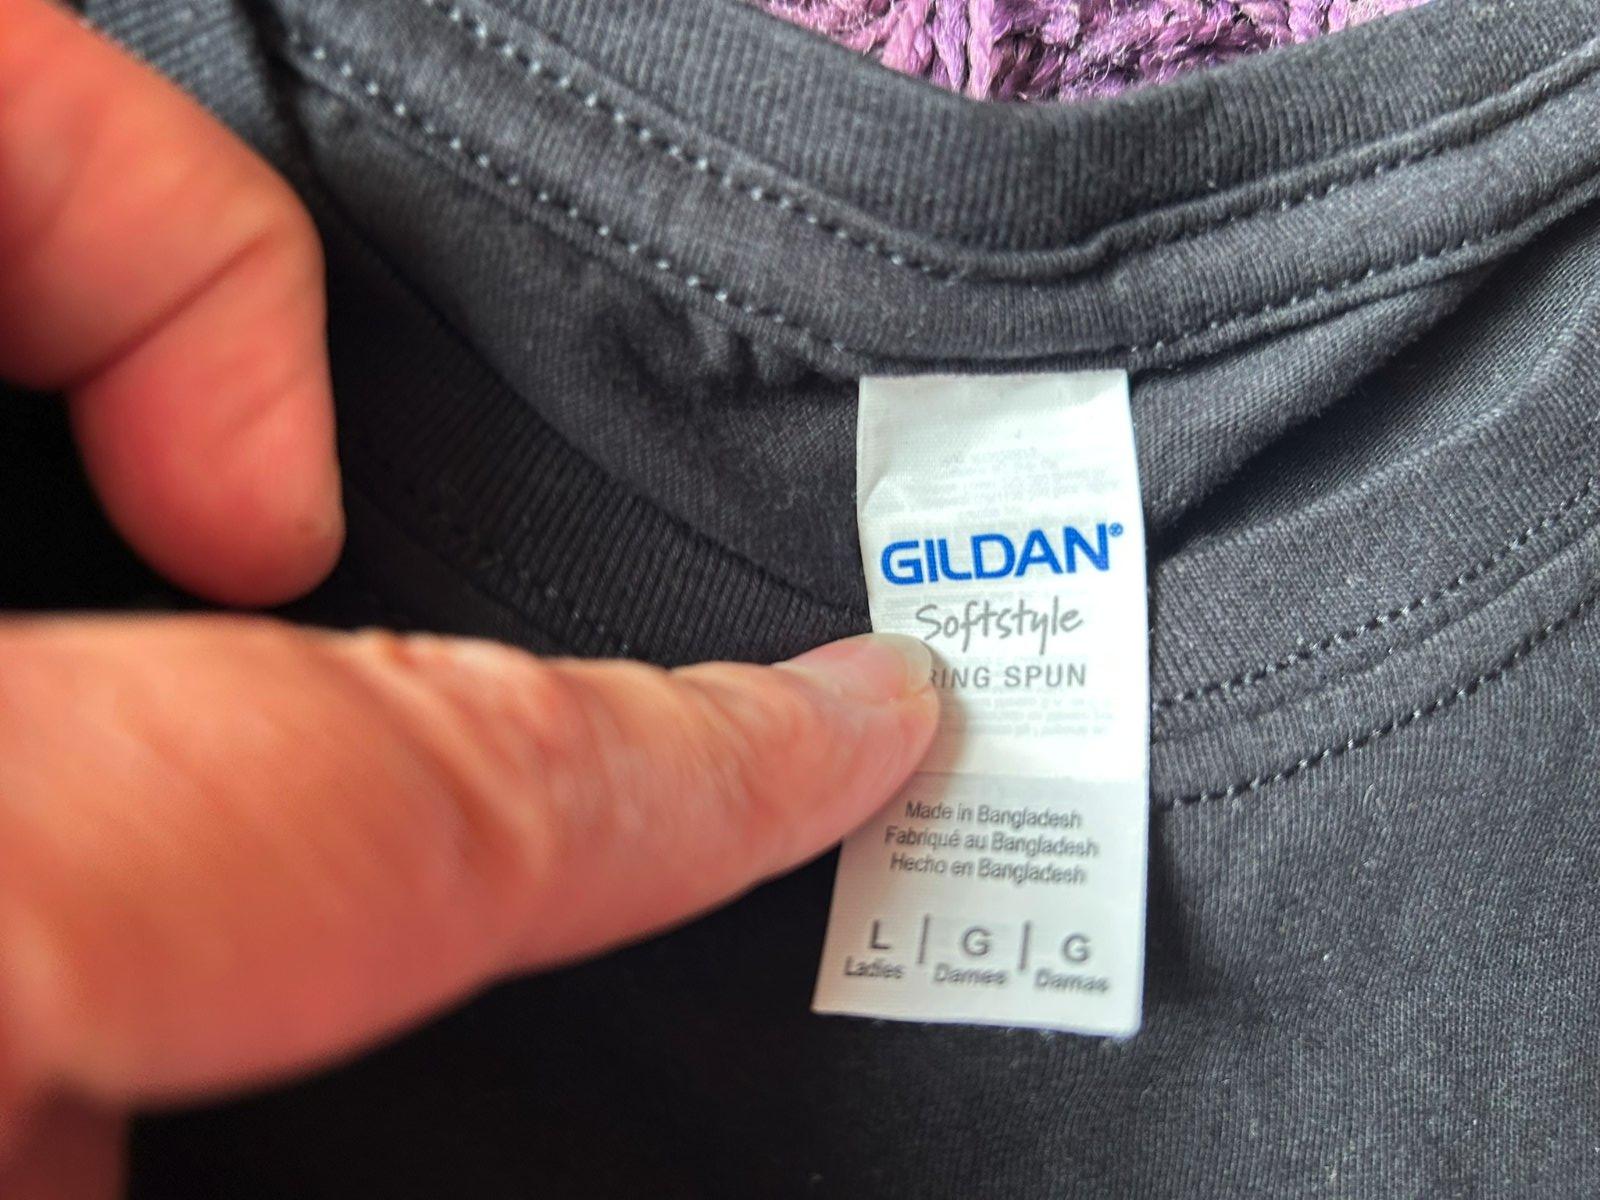 GILDAN®
Softstyle
RING SPUN
Made in Bangladesh
Fabriqué au Bangladesh
Hecho en Bangladesh
L | G | G
Ladies Dames Damas